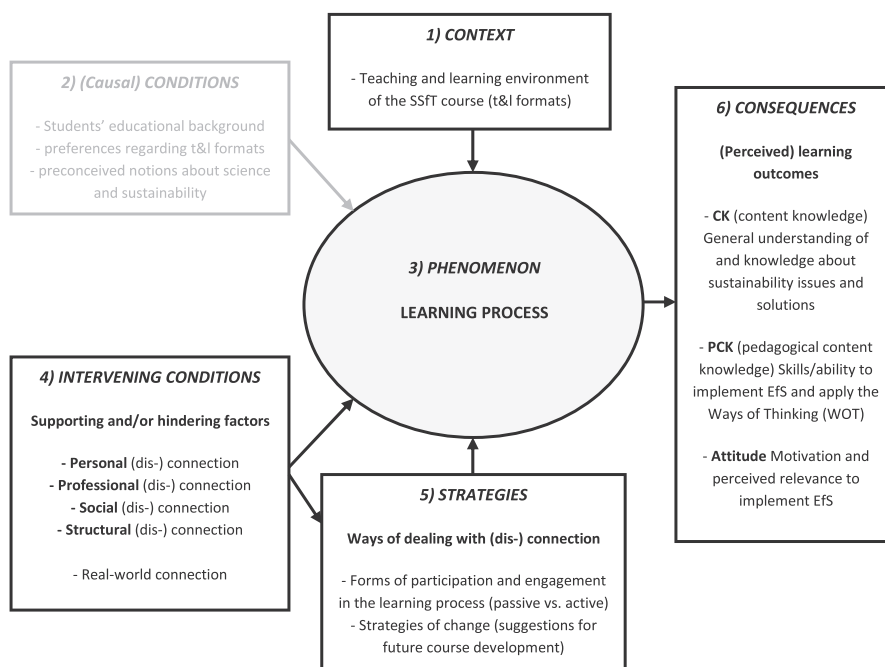 1) CONTEXT
- Teaching and learning environment
of the SSfT course (t&l formats)
2) (Causal) CONDITIONS
- Students’ educational background
- preferences regarding t&l formats
- preconceived notions about science
and sustainability
3) PHENOMENON
LEARNING PROCESS
4) INTERVENING CONDITIONS
Supporting and/or hindering factors
- Personal (dis-) connection
- Professional (dis-) connection
- Social (dis-) connection
- Structural (dis-) connection
- Real-world connection
5) STRATEGIES
Ways of dealing with (dis-) connection
- Forms of participation and engagement
in the learning process (passive vs. active)
- Strategies of change (suggestions for
future course development)
6) CONSEQUENCES
(Perceived) learning
outcomes
- CK (content knowledge)
General understanding of
and knowledge about
sustainability issues and
solutions
- PCK (pedagogical content
knowledge) Skills/ability to
implement EfS and apply the
Ways of Thinking (WOT)
- Attitude Motivation and
perceived relevance to
implement EfS